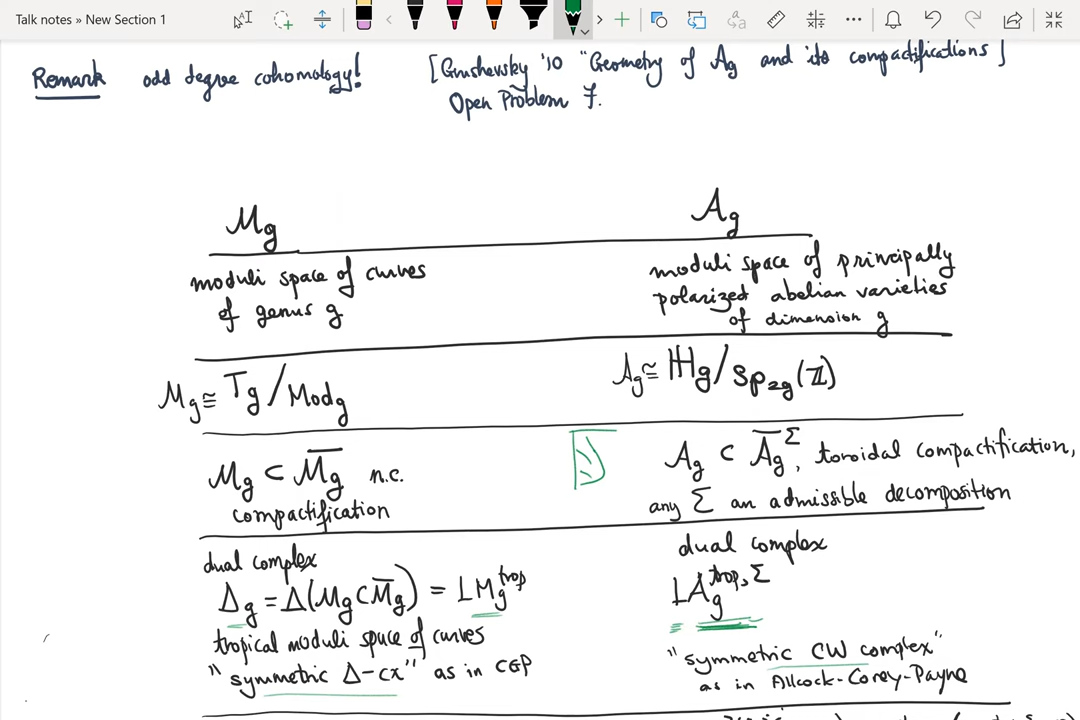 Talk notes » New Section 1
Remark odd degree cohomology! [Grushevsky '10 "Geometry of Ag and its compactifications]
Open Problem 7.
Mg
Ag
moduli space of curves
of genus g
moduli space of principally
polarized abelian varieties
of dimension g
Mg ≅ Tg/Modg
Ag ≅ ℍg/Sp2g(ℤ)
Mg ⊂ M̅g n.c.
compactification
Ag ⊂ A̅g^Σ, toroidal compactification,
any Σ an admissible decomposition
dual complex
Δg = Δ(Mg⊂M̅g) = LMg^trop
tropical moduli space of curves
"symmetric Δ-cx" as in CGP
dual complex
LAg^trop,Σ
"symmetric CW complex"
as in Allcock-Corey-Payne